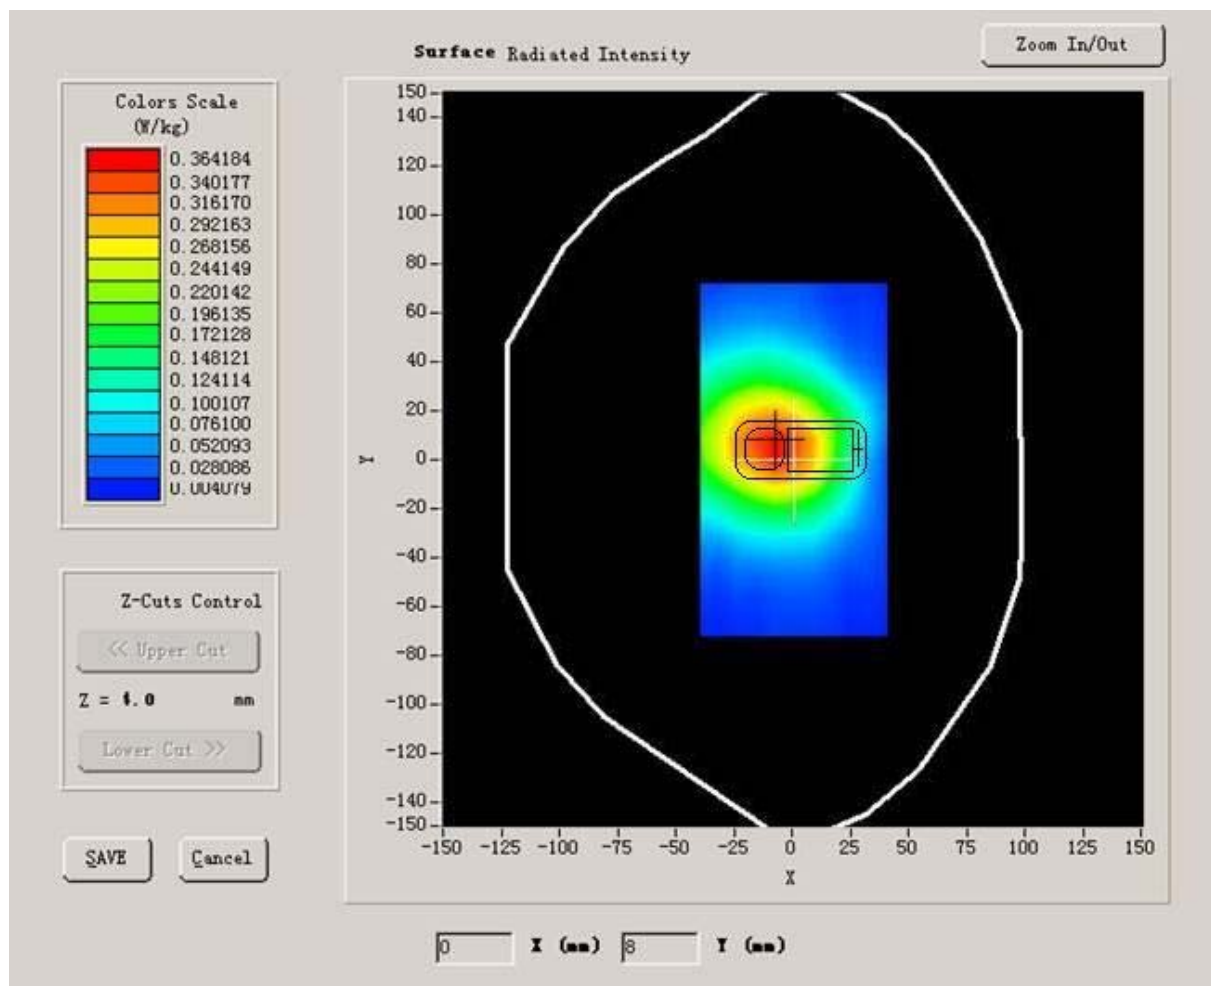 Surface Radiated Intensity
Zoom In/Out
Colors Scale
(W/kg)
0.364184
0.340177
0.316170
0.292163
0.268156
0.244149
0.220142
0.196135
0.172128
0.148121
0.124114
0.100107
0.076100
0.052093
0.028086
0.004079
Z-Cuts Control
<< Upper Cut
Z = 4.0 mm
Lower Cut >>
SAVE
Cancel
150
140
120
100
80
60
40
20
0
-20
-40
-60
-80
-100
-120
-140
-150
Y
-150 -125 -100 -75 -50 -25 0 25 50 75 100 125 150
X
0 X (mm) 8 Y (mm)